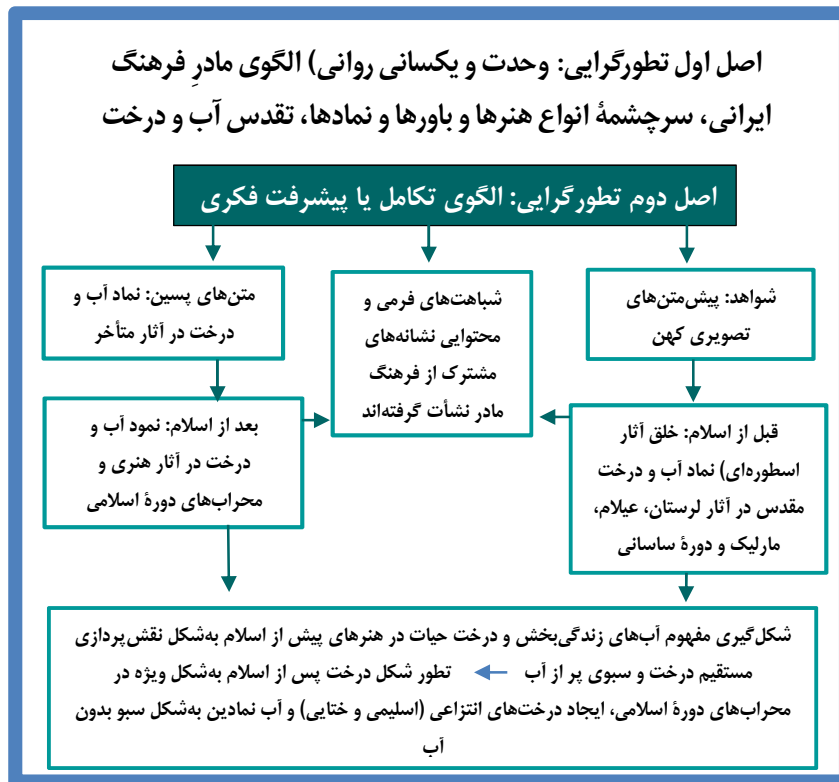 اصل اول تطورگرایی: وحدت و یکسانی روانی) الگوی مادرِ فرهنگ
ایرانی، سرچشمهٔ انواع هنرها و باورها و نمادها، تقدس آب و درخت
اصل دوم تطورگرایی: الگوی تکامل یا پیشرفت فکری
شواهد: پیش‌متن‌های
تصویری کهن
شباهت‌های فرمی و
محتوایی نشانه‌های
مشترک از فرهنگ
مادر نشأت گرفته‌اند
متن‌های پسین: نماد آب و
درخت در آثار متأخر
قبل از اسلام: خلق آثار
اسطوره‌ای) نماد آب و درخت
مقدس در آثار لرستان، عیلام،
مارلیک و دورهٔ ساسانی
بعد از اسلام: نمود آب و
درخت در آثار هنری و
محراب‌های دورهٔ اسلامی
شکل‌گیری مفهوم آب‌های زندگی‌بخش و درخت حیات در هنرهای پیش از اسلام به‌شکل نقش‌پردازی
مستقیم درخت و سبوی پر از آب تطور شکل درخت پس از اسلام به‌شکل ویژه در
محراب‌های دورهٔ اسلامی، ایجاد درخت‌های انتزاعی (اسلیمی و ختایی) و آب نمادین به‌شکل سبو بدون
آب